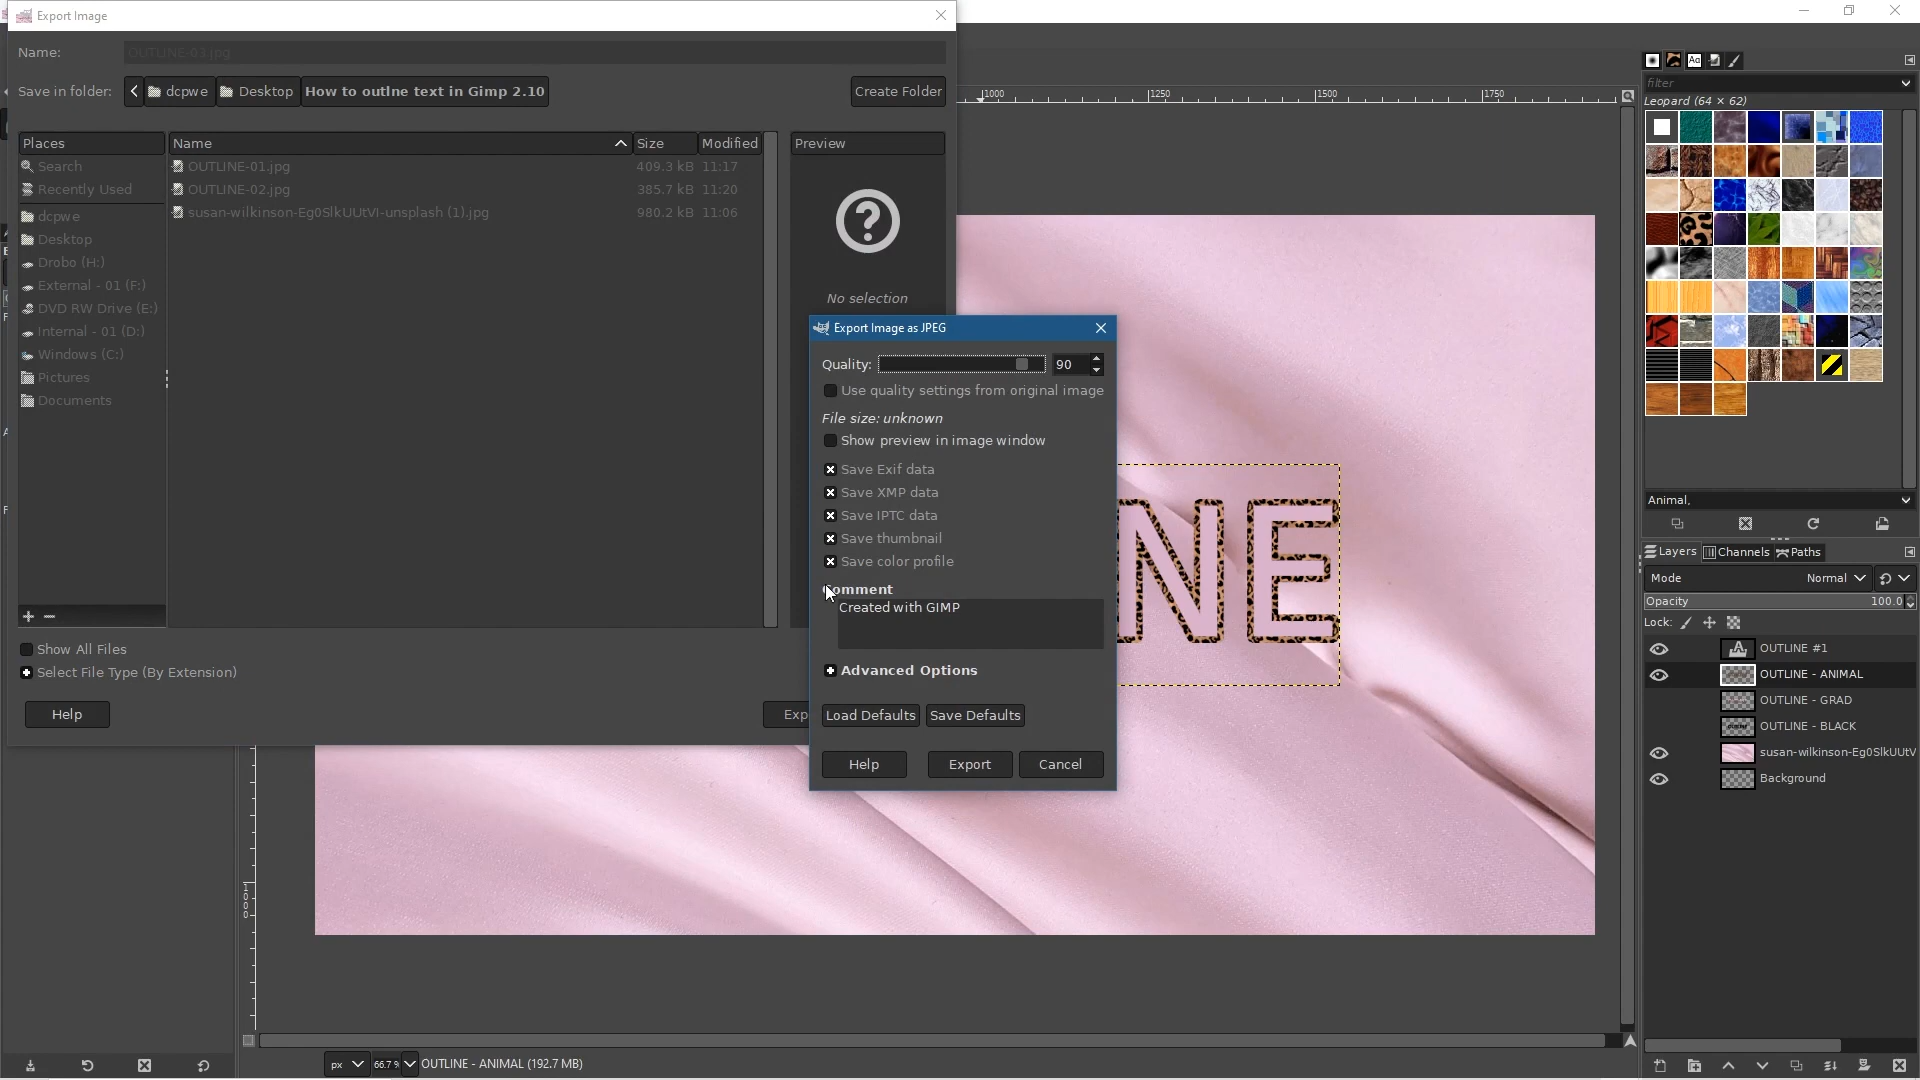 Export Image
Name: OUTLINE-03.jpg
Save in folder: dcpwe Desktop How to outlne text in Gimp 2.10 Create Folder
Places
Search
Recently Used
dcpwe
Desktop
Drobo (H:)
External - 01 (F:)
DVD RW Drive (E:)
Internal - 01 (D:)
Windows (C:)
Pictures
Documents
Name Size Modified
OUTLINE-01.jpg 409.3 kB 11:17
OUTLINE-02.jpg 385.7 kB 11:20
susan-wilkinson-Eg0SlkUUtVI-unsplash (1).jpg 980.2 kB 11:06
Preview
No selection
Show All Files
Select File Type (By Extension)
Help
Exp
Export Image as JPEG
Quality: 90
Use quality settings from original image
File size: unknown
Show preview in image window
Save Exif data
Save XMP data
Save IPTC data
Save thumbnail
Save color profile
Comment
Created with GIMP
Advanced Options
Load Defaults Save Defaults
Help Export Cancel
1000 1250 1500 1750
1000
NE
px 66.7 % OUTLINE - ANIMAL (192.7 MB)
Aa
filter
Leopard (64 × 62)
Animal,
Layers Channels Paths
Mode Normal
Opacity 100.0
Lock:
OUTLINE #1
OUTLINE - ANIMAL
OUTLINE - GRAD
OUTLINE - BLACK
susan-wilkinson-Eg0SlkUUtV
Background